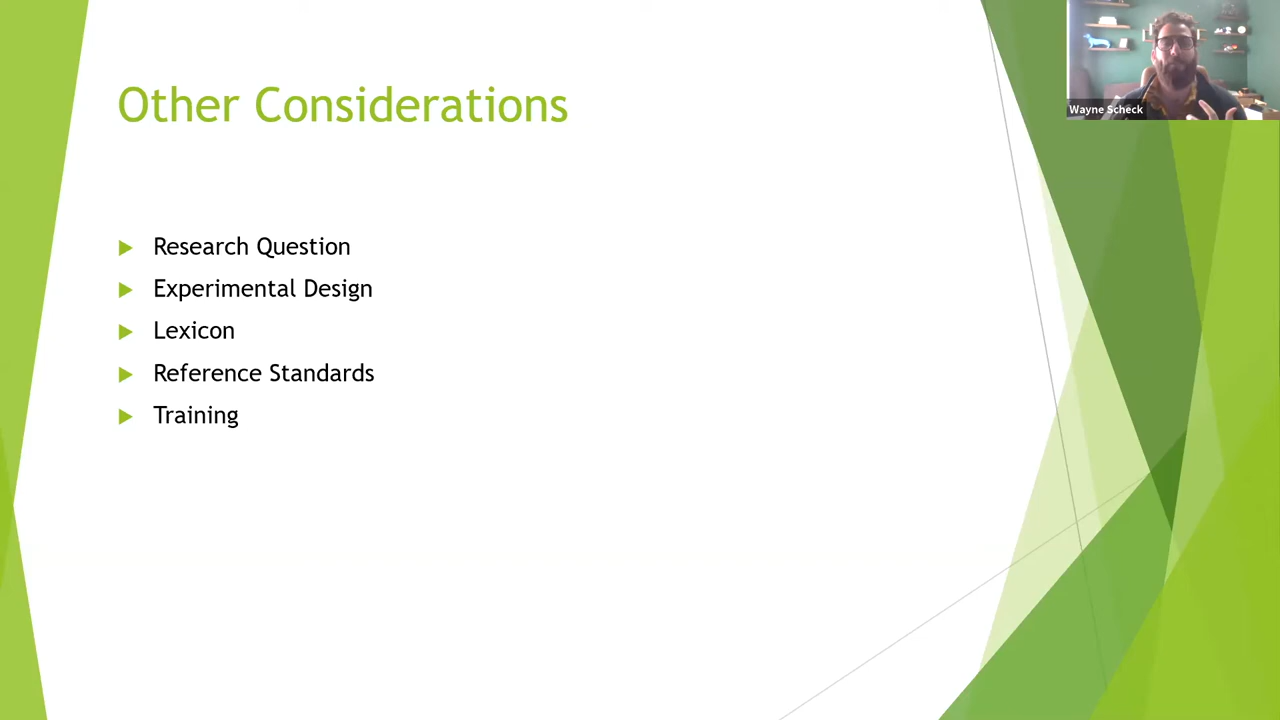 Other Considerations
Wayne Scheck
Research Question
Experimental Design
Lexicon
Reference Standards
Training